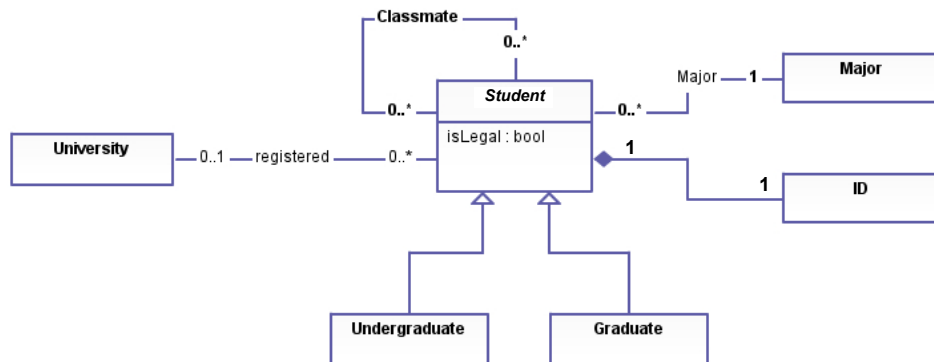 Classmate
0..*
0..*
Student
isLegal : bool
0..*
Major
1
Major
University
0..1
registered
0..*
1
1
ID
Undergraduate
Graduate